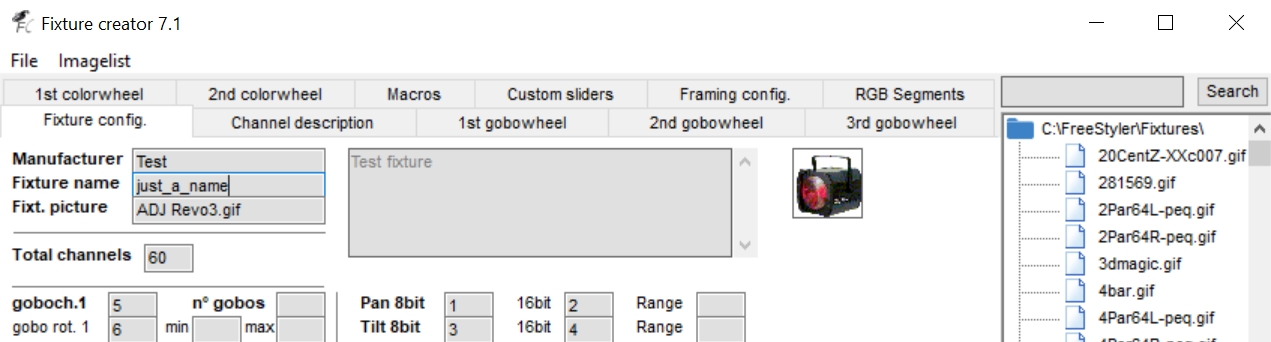 Fixture creator 7.1
File Imagelist
1st colorwheel 2nd colorwheel Macros Custom sliders Framing config. RGB Segments
Fixture config. Channel description 1st gobowheel 2nd gobowheel 3rd gobowheel
Manufacturer Test
Fixture name just_a_name
Fixt. picture ADJ Revo3.gif
Total channels 60
goboch.1 5 n° gobos
gobo rot. 1 6 min max
Test fixture
Pan 8bit 1 16bit 2 Range
Tilt 8bit 3 16bit 4 Range
Search
C:\FreeStyler\Fixtures\
20CentZ-XXc007.gif
281569.gif
2Par64L-peq.gif
2Par64R-peq.gif
3dmagic.gif
4bar.gif
4Par64L-peq.gif